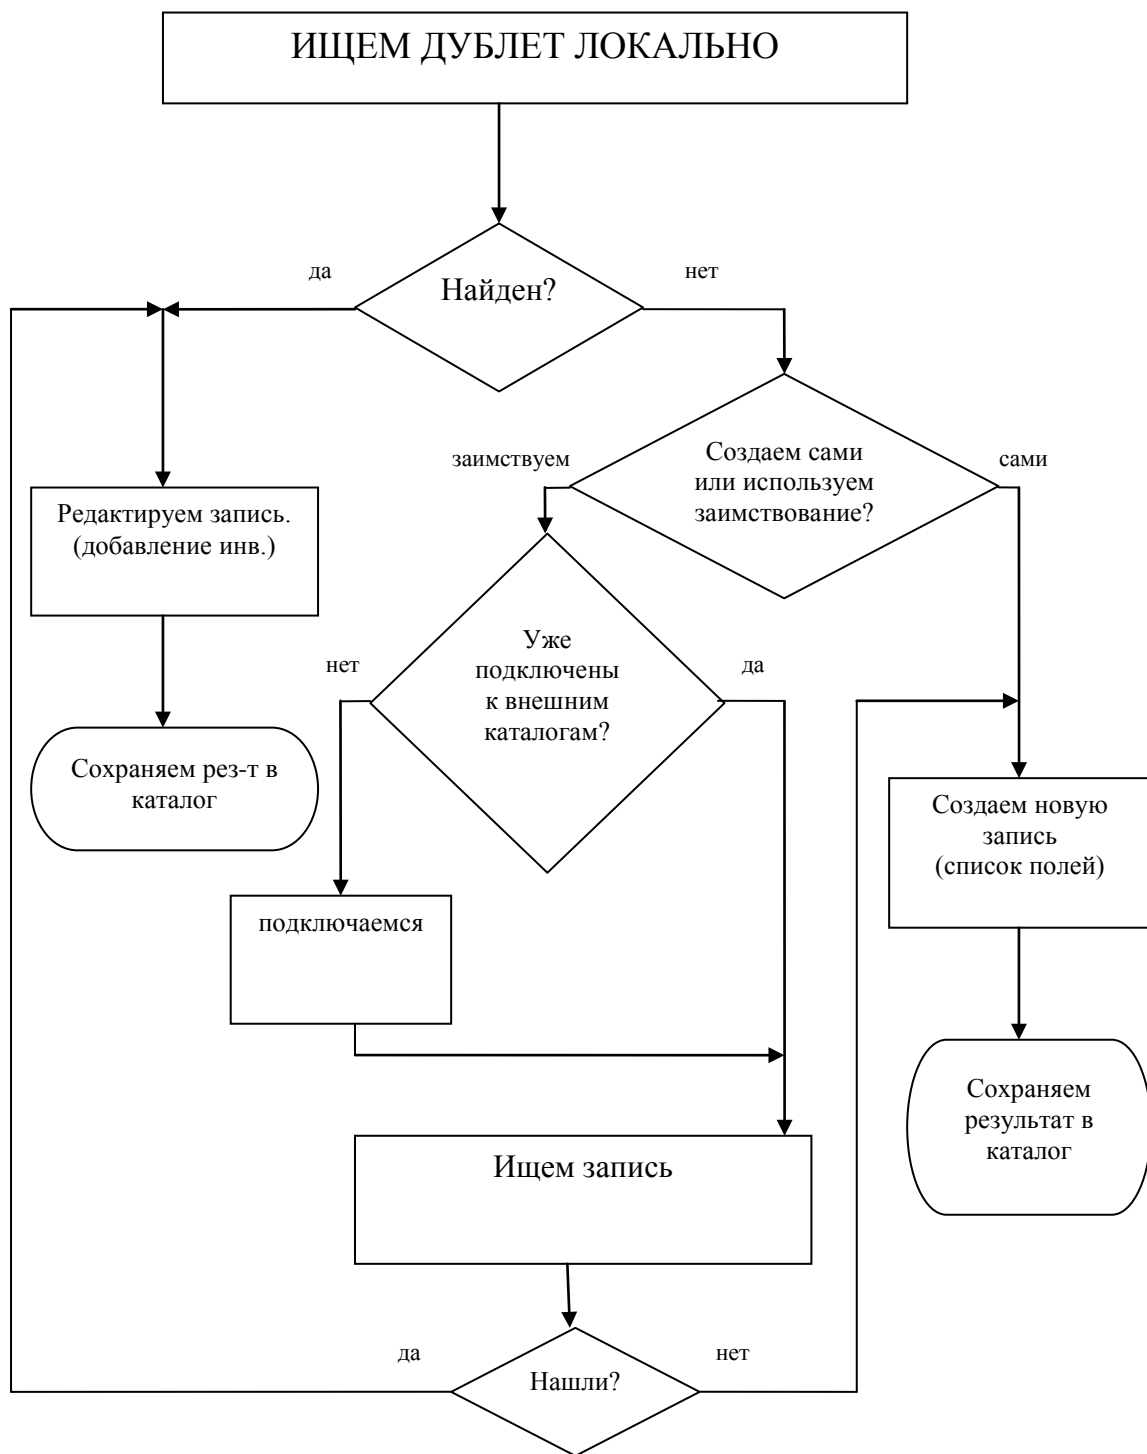 ИЩЕМ ДУБЛЕТ ЛОКАЛЬНО
да
нет
Найден?
заимствуем
Создаем сами
или используем
заимствование?
сами
Редактируем запись.
(добавление инв.)
нет
Уже
подключены
к внешним
каталогам?
да
Сохраняем рез-т в
каталог
Создаем новую
запись
(список полей)
подключаемся
Сохраняем
результат в
каталог
Ищем запись
да
нет
Нашли?